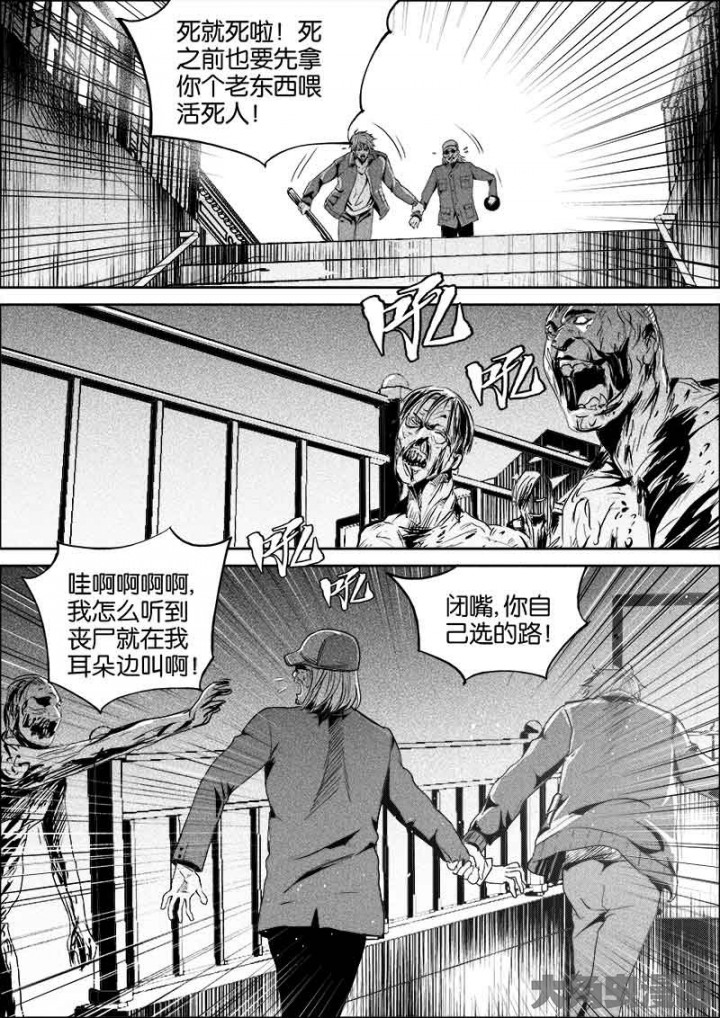 死就死啦！死
之前也要先拿
你个老东西喂
活死人！
吼
吼
吼
吼
哇啊啊啊啊，
我怎么听到
丧尸就在我
耳朵边叫啊！
闭嘴，你自
己选的路！